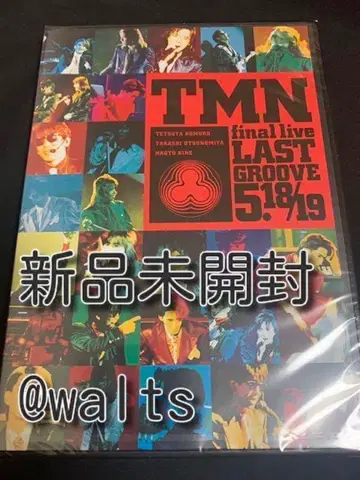 TMN
TETSUYA KOMURO
TAKASHI UTSUNOMIYA
NAOTO KINE
final live
LAST
GROOVE
5.18/19
新品未開封
@walts